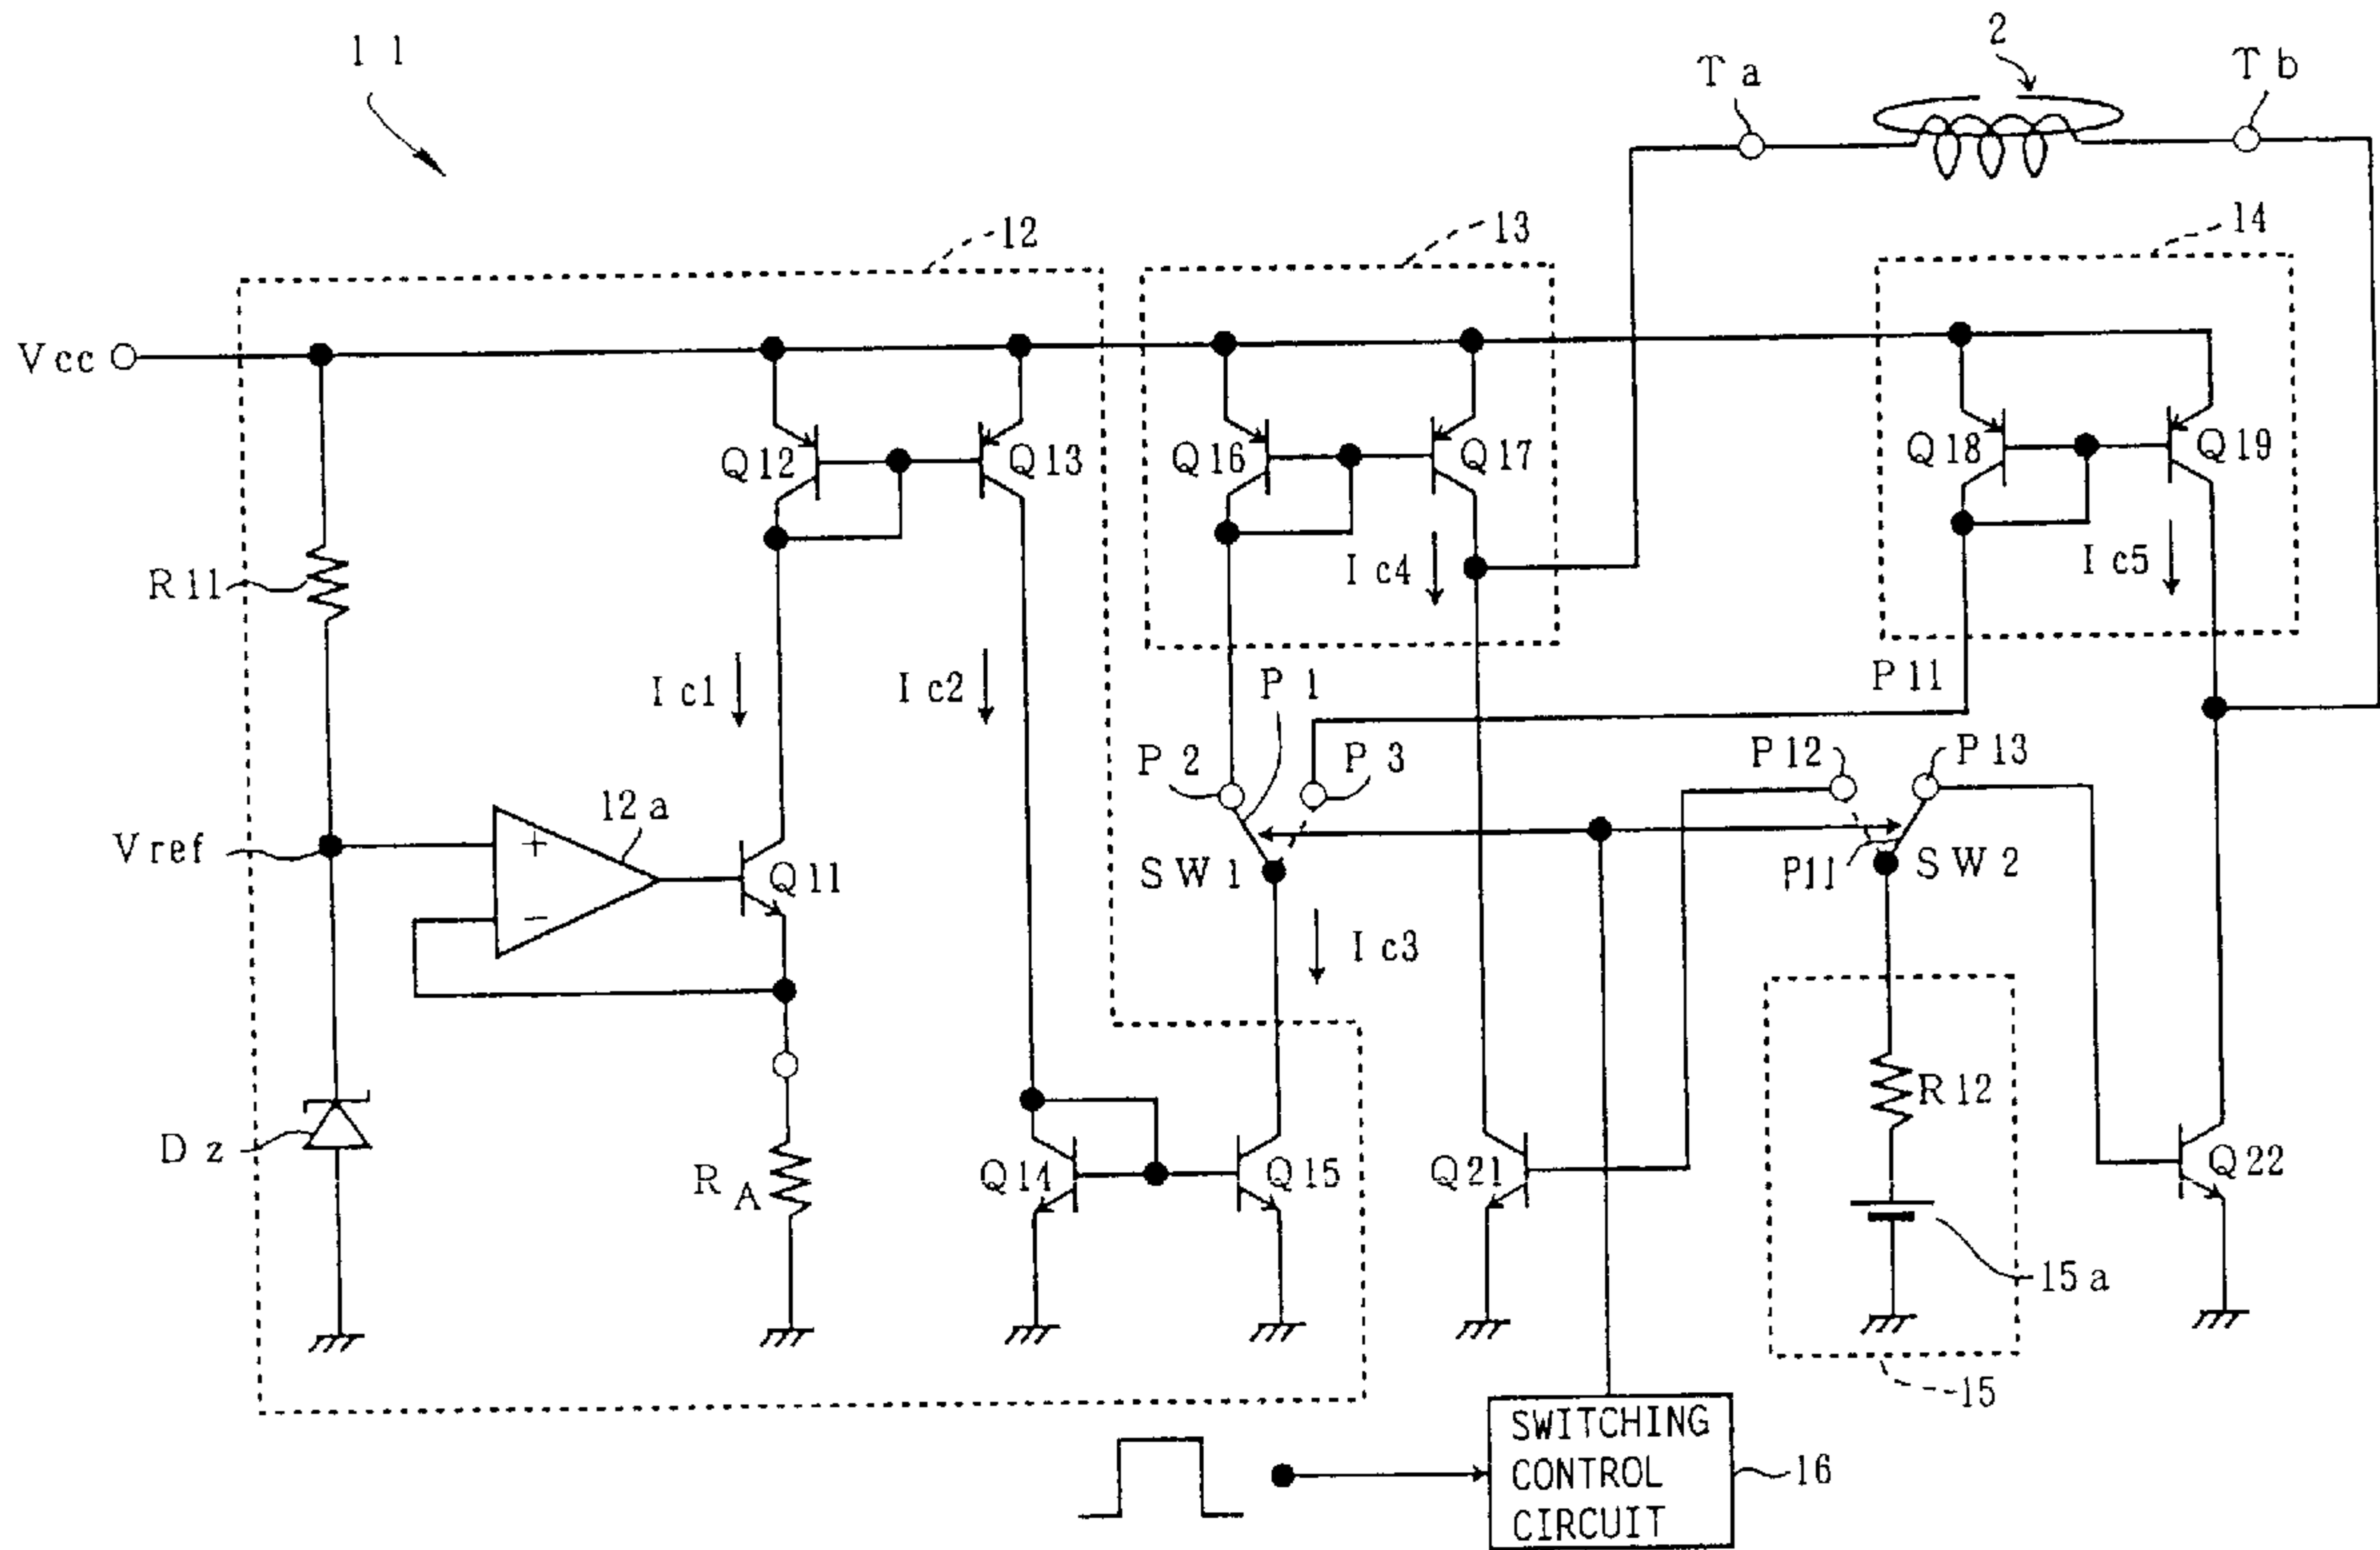 11
2
Ta
Tb
12
13
14
Vcc
Q12
Q13
Q16
Q17
Q18
Q19
R11
Ic4
Ic5
Ic1
Ic2
P1
P11
P2
P3
P12
P13
12a
Vref
+
−
Q11
SW1
P11
SW2
Ic3
R12
Dz
RA
Q14
Q15
Q21
Q22
15a
15
SWITCHING
CONTROL
CIRCUIT
16